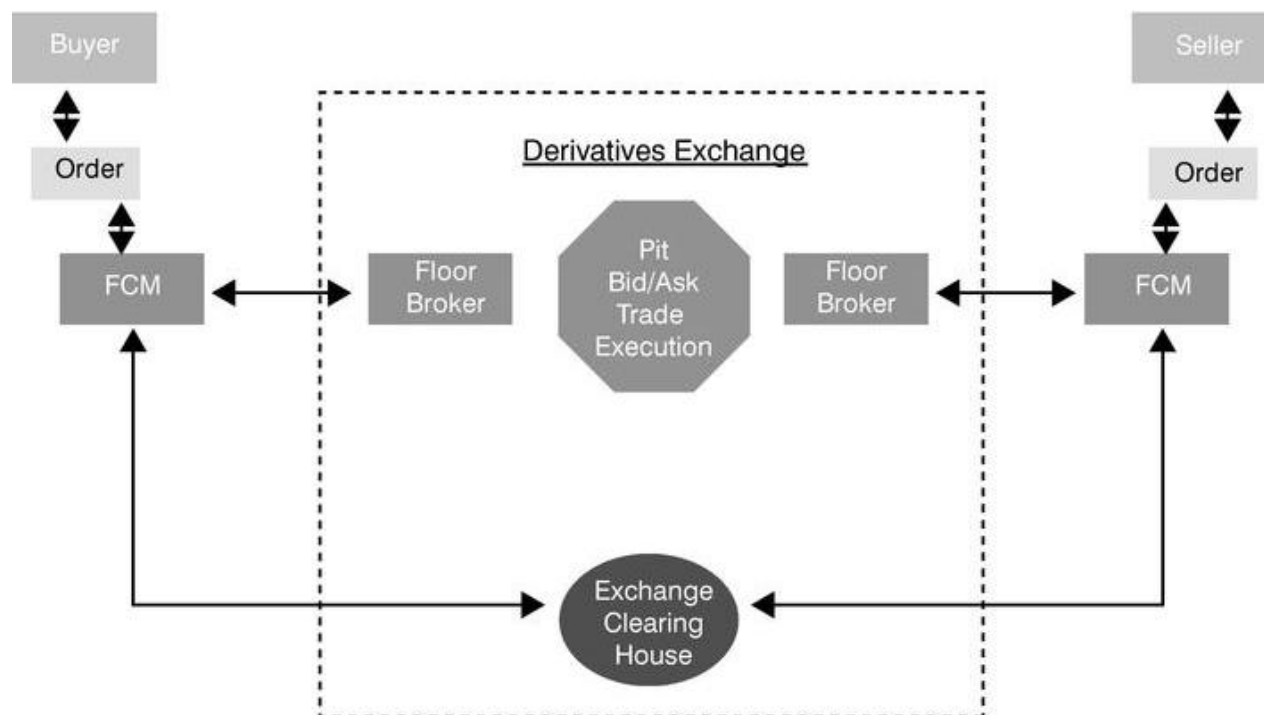 Buyer
Seller
Derivatives Exchange
Order
Order
Pit
Bid/Ask
Trade
Execution
FCM
Floor
Broker
Floor
Broker
FCM
Exchange
Clearing
House